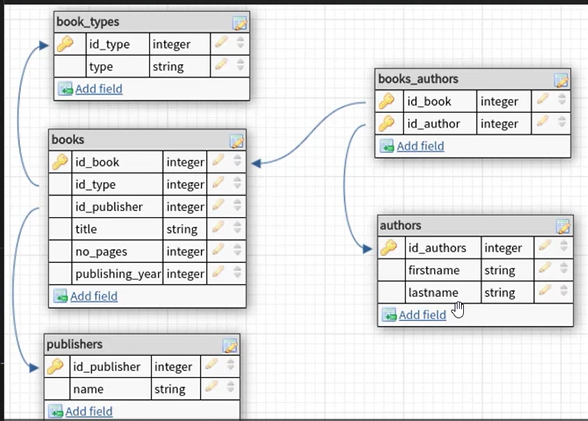 book_types
id_type integer
type string
Add field
books
id_book integer
id_type integer
id_publisher integer
title string
no_pages integer
publishing_year integer
Add field
publishers
id_publisher integer
name string
Add field
books_authors
id_book integer
id_author integer
Add field
authors
id_authors integer
firstname string
lastname string
Add field